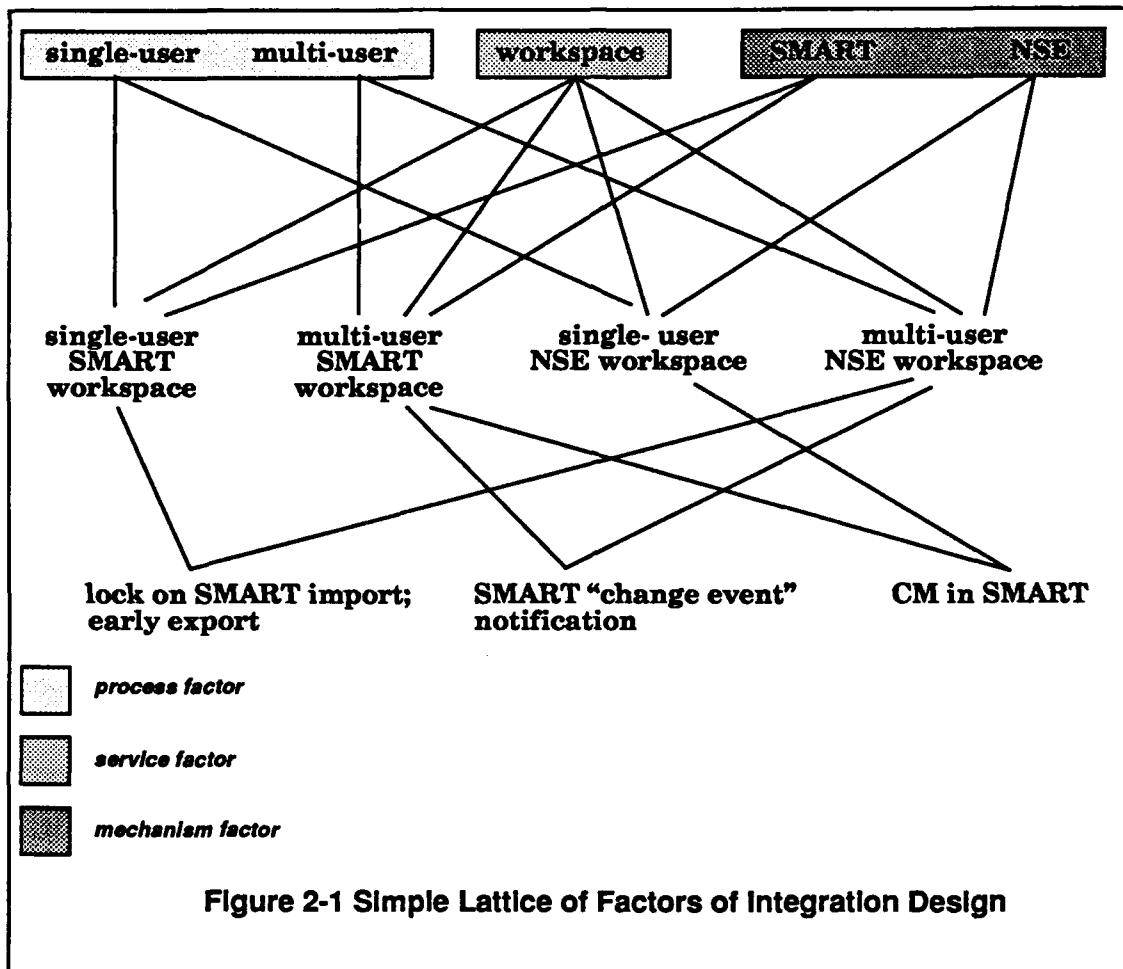 single-user multi-user workspace SMART NSE
single-user
SMART
workspace
multi-user
SMART
workspace
single- user
NSE workspace
multi-user
NSE workspace
lock on SMART import;
early export
SMART “change event”
notification
CM in SMART
process factor
service factor
mechanism factor
Figure 2-1 Simple Lattice of Factors of Integration Design